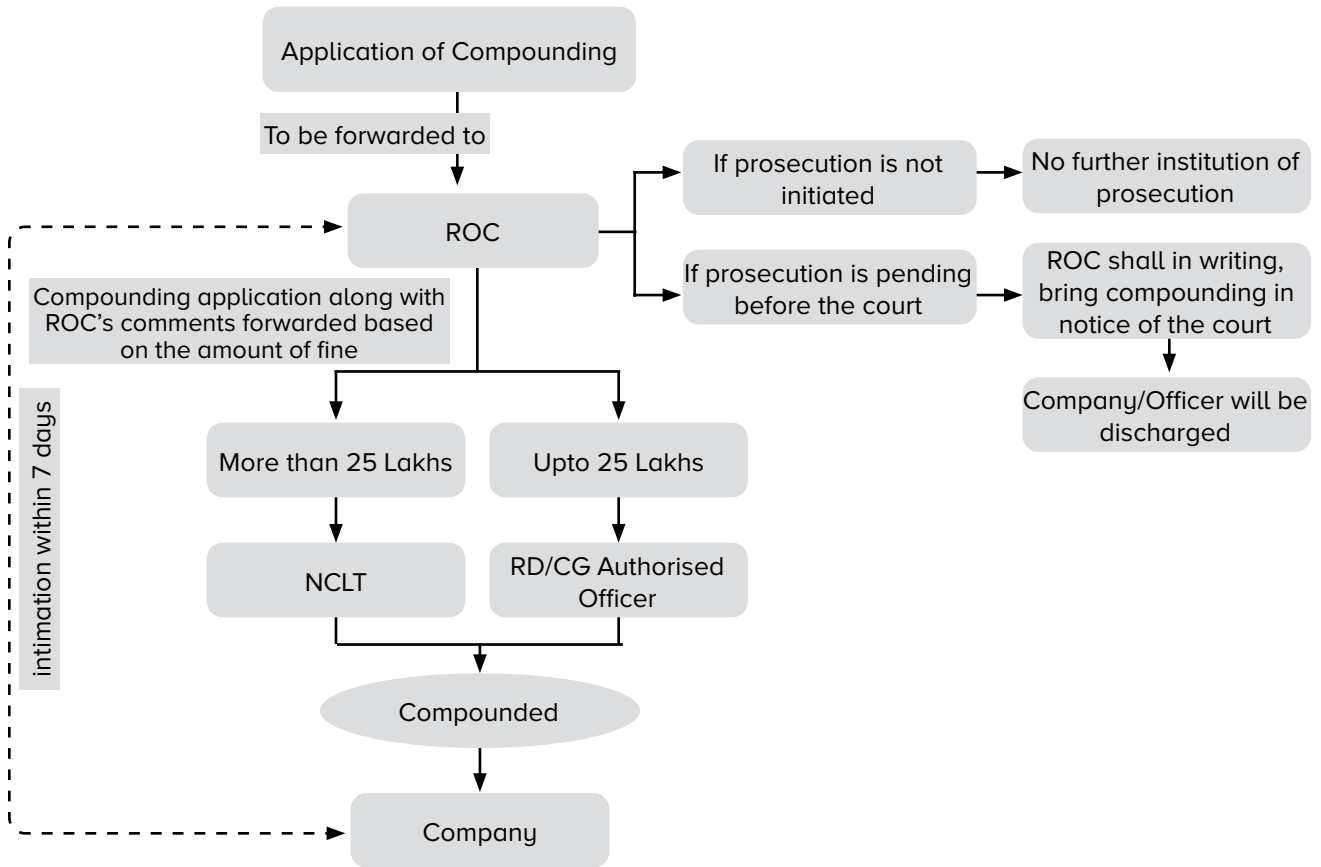 Application of Compounding
To be forwarded to
ROC
If prosecution is not
initiated
No further institution of
prosecution
If prosecution is pending
before the court
ROC shall in writing,
bring compounding in
notice of the court
Company/Officer will be
discharged
Compounding application along with
ROC’s comments forwarded based
on the amount of fine
intimation within 7 days
More than 25 Lakhs
Upto 25 Lakhs
NCLT
RD/CG Authorised
Officer
Compounded
Company